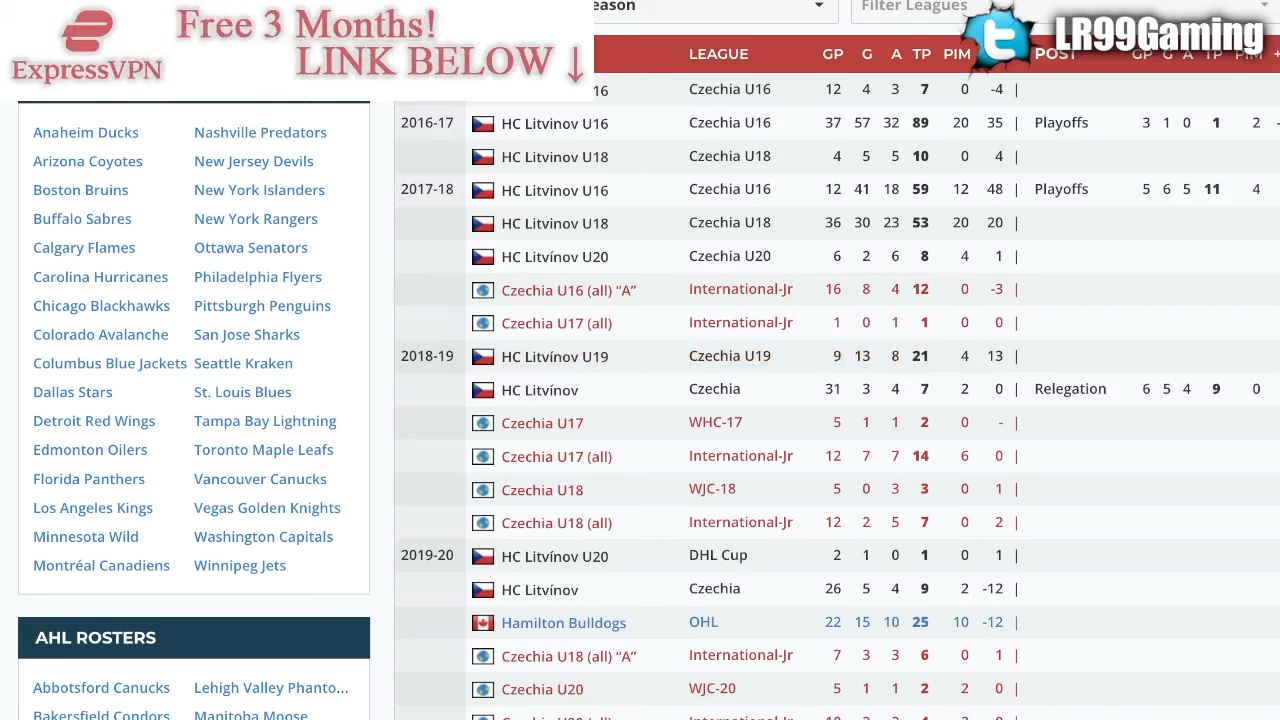 Free 3 Months!
LINK BELOW ↓
ExpressVPN
eason
Filter Leagues
LR99Gaming
LEAGUE GP G A TP PIM POST GP G A TP PIM
16 Czechia U16 12 4 3 7 0 -4 |
2016-17 HC Litvinov U16 Czechia U16 37 57 32 89 20 35 | Playoffs 3 1 0 1 2 -
HC Litvinov U18 Czechia U18 4 5 5 10 0 4 |
2017-18 HC Litvinov U16 Czechia U16 12 41 18 59 12 48 | Playoffs 5 6 5 11 4
HC Litvínov U18 Czechia U18 36 30 23 53 20 20 |
HC Litvínov U20 Czechia U20 6 2 6 8 4 1 |
Czechia U16 (all) “A” International-Jr 16 8 4 12 0 -3 |
Czechia U17 (all) International-Jr 1 0 1 1 0 0 |
2018-19 HC Litvínov U19 Czechia U19 9 13 8 21 4 13 |
HC Litvínov Czechia 31 3 4 7 2 0 | Relegation 6 5 4 9 0
Czechia U17 WHC-17 5 1 1 2 0 - |
Czechia U17 (all) International-Jr 12 7 7 14 6 0 |
Czechia U18 WJC-18 5 0 3 3 0 1 |
Czechia U18 (all) International-Jr 12 2 5 7 0 2 |
2019-20 HC Litvínov U20 DHL Cup 2 1 0 1 0 1 |
HC Litvínov Czechia 26 5 4 9 2 -12 |
Hamilton Bulldogs OHL 22 15 10 25 10 -12 |
Czechia U18 (all) “A” International-Jr 7 3 3 6 0 1 |
Czechia U20 WJC-20 5 1 1 2 2 0 |
Anaheim Ducks Nashville Predators
Arizona Coyotes New Jersey Devils
Boston Bruins New York Islanders
Buffalo Sabres New York Rangers
Calgary Flames Ottawa Senators
Carolina Hurricanes Philadelphia Flyers
Chicago Blackhawks Pittsburgh Penguins
Colorado Avalanche San Jose Sharks
Columbus Blue Jackets Seattle Kraken
Dallas Stars St. Louis Blues
Detroit Red Wings Tampa Bay Lightning
Edmonton Oilers Toronto Maple Leafs
Florida Panthers Vancouver Canucks
Los Angeles Kings Vegas Golden Knights
Minnesota Wild Washington Capitals
Montréal Canadiens Winnipeg Jets
AHL ROSTERS
Abbotsford Canucks Lehigh Valley Phanto...
Bakersfield Condors Manitoba Moose